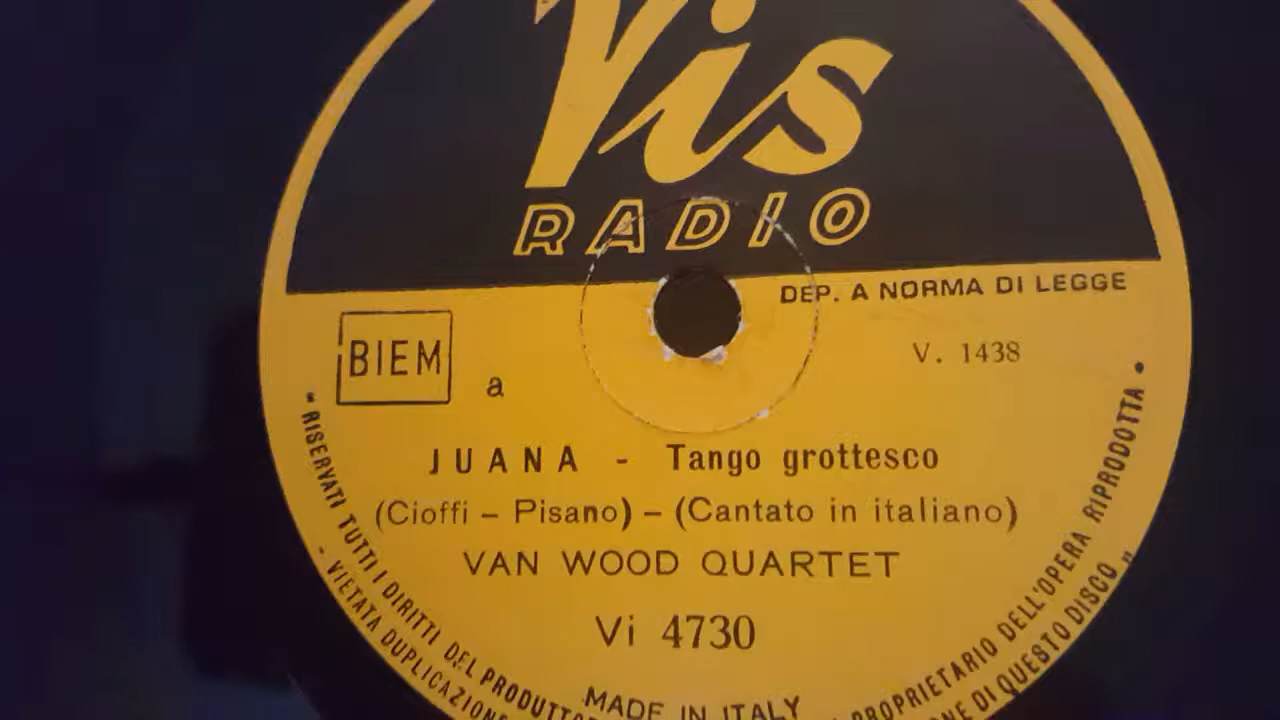 Vis
RADIO
DEP. A NORMA DI LEGGE
BIEM
a
V. 1438
JUANA - Tango grottesco
(Cioffi – Pisano) – (Cantato in italiano)
VAN WOOD QUARTET
Vi 4730
MADE IN ITALY
"RISERVATI TUTTI I DIRITTI DEL PRODUTTORE
PROPRIETARIO DELL'OPERA RIPRODOTTA •
- VIETATA DUPLICAZIONE
DI QUESTO DISCO „